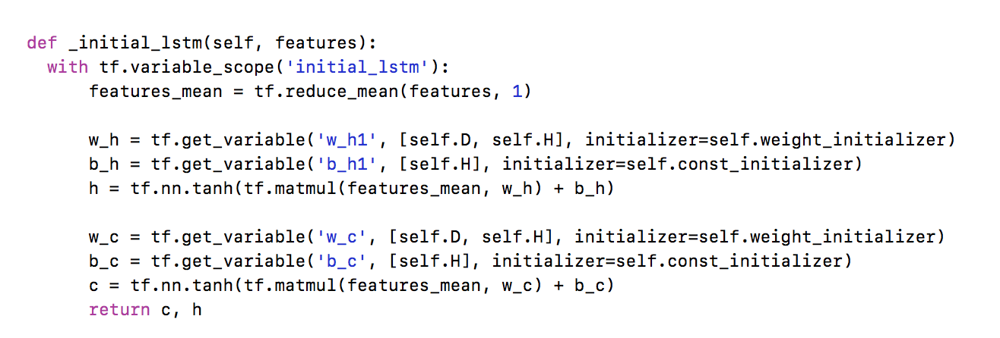 def _initial_lstm(self, features):
  with tf.variable_scope('initial_lstm'):
      features_mean = tf.reduce_mean(features, 1)

      w_h = tf.get_variable('w_h1', [self.D, self.H], initializer=self.weight_initializer)
      b_h = tf.get_variable('b_h1', [self.H], initializer=self.const_initializer)
      h = tf.nn.tanh(tf.matmul(features_mean, w_h) + b_h)

      w_c = tf.get_variable('w_c', [self.D, self.H], initializer=self.weight_initializer)
      b_c = tf.get_variable('b_c', [self.H], initializer=self.const_initializer)
      c = tf.nn.tanh(tf.matmul(features_mean, w_c) + b_c)
      return c, h